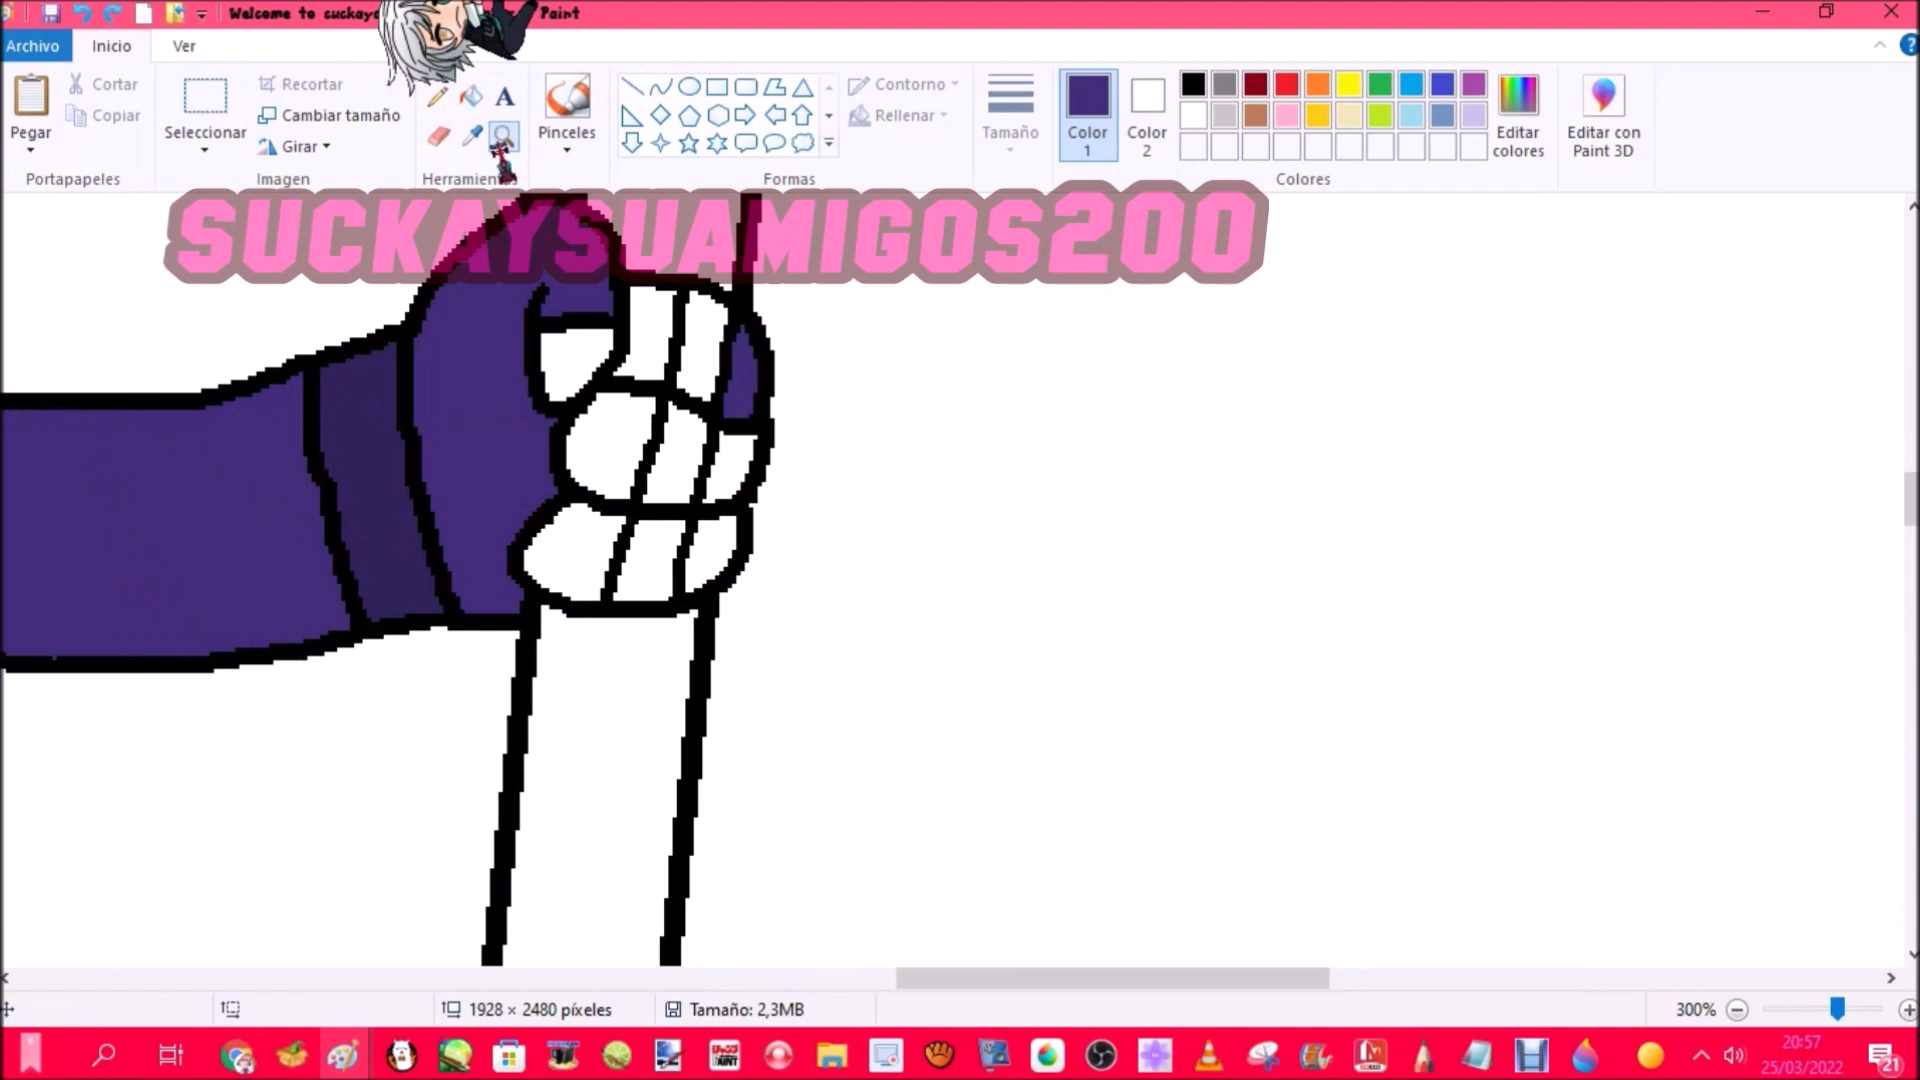 Welcome to cuckayo Paint
Archivo Inicio Ver
Pegar
Cortar
Copiar
Portapapeles
Seleccionar
Recortar
Cambiar tamaño
Girar
Imagen
A
Herramientas
Pinceles
Formas
Contorno
Rellenar
Tamaño
Color
1
Color
2
Editar
colores
Colores
Editar con
Paint 3D
SUCKAYSUAMIGOS200
1928 × 2480 píxeles
Tamaño: 2,3MB
300%
20:57
25/03/2022
21